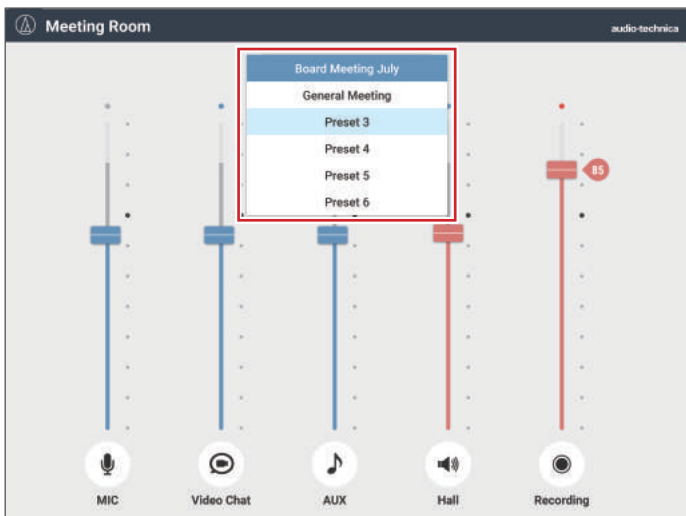 Meeting Room
audio-technica
Board Meeting July
General Meeting
Preset 3
Preset 4
Preset 5
Preset 6
85
MIC
Video Chat
AUX
Hall
Recording